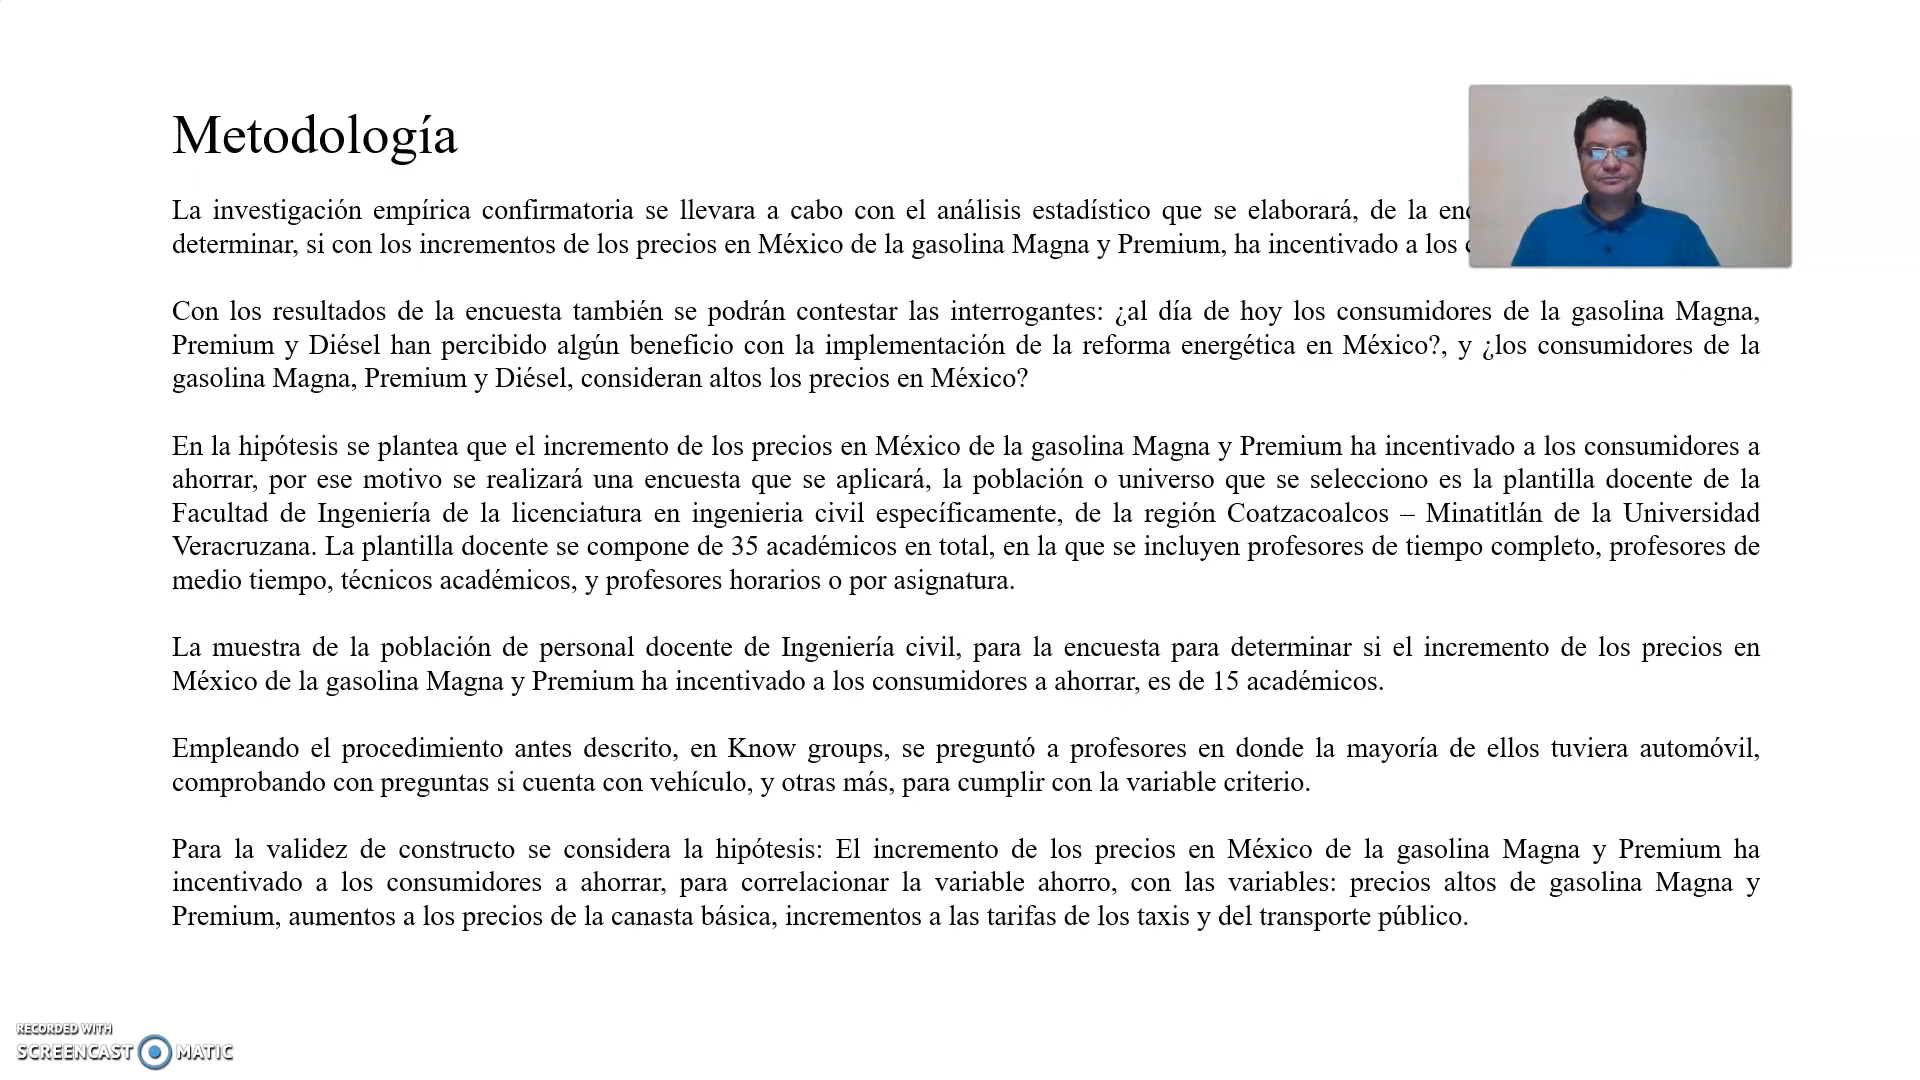 Metodología
La investigación empírica confirmatoria se llevara a cabo con el análisis estadístico que se elaborará, de la
determinar, si con los incrementos de los precios en México de la gasolina Magna y Premium, ha incentivado a los
Con los resultados de la encuesta también se podrán contestar las interrogantes: ¿al día de hoy los consumidores de la gasolina Magna,
Premium y Diésel han percibido algún beneficio con la implementación de la reforma energética en México?, y ¿los consumidores de la
gasolina Magna, Premium y Diésel, consideran altos los precios en México?
En la hipótesis se plantea que el incremento de los precios en México de la gasolina Magna y Premium ha incentivado a los consumidores a
ahorrar, por ese motivo se realizará una encuesta que se aplicará, la población o universo que se selecciono es la plantilla docente de la
Facultad de Ingeniería de la licenciatura en ingenieria civil específicamente, de la región Coatzacoalcos – Minatitlán de la Universidad
Veracruzana. La plantilla docente se compone de 35 académicos en total, en la que se incluyen profesores de tiempo completo, profesores de
medio tiempo, técnicos académicos, y profesores horarios o por asignatura.
La muestra de la población de personal docente de Ingeniería civil, para la encuesta para determinar si el incremento de los precios en
México de la gasolina Magna y Premium ha incentivado a los consumidores a ahorrar, es de 15 académicos.
Empleando el procedimiento antes descrito, en Know groups, se preguntó a profesores en donde la mayoría de ellos tuviera automóvil,
comprobando con preguntas si cuenta con vehículo, y otras más, para cumplir con la variable criterio.
Para la validez de constructo se considera la hipótesis: El incremento de los precios en México de la gasolina Magna y Premium ha
incentivado a los consumidores a ahorrar, para correlacionar la variable ahorro, con las variables: precios altos de gasolina Magna y
Premium, aumentos a los precios de la canasta básica, incrementos a las tarifas de los taxis y del transporte público.
RECORDED WITH
SCREENCAST MATIC